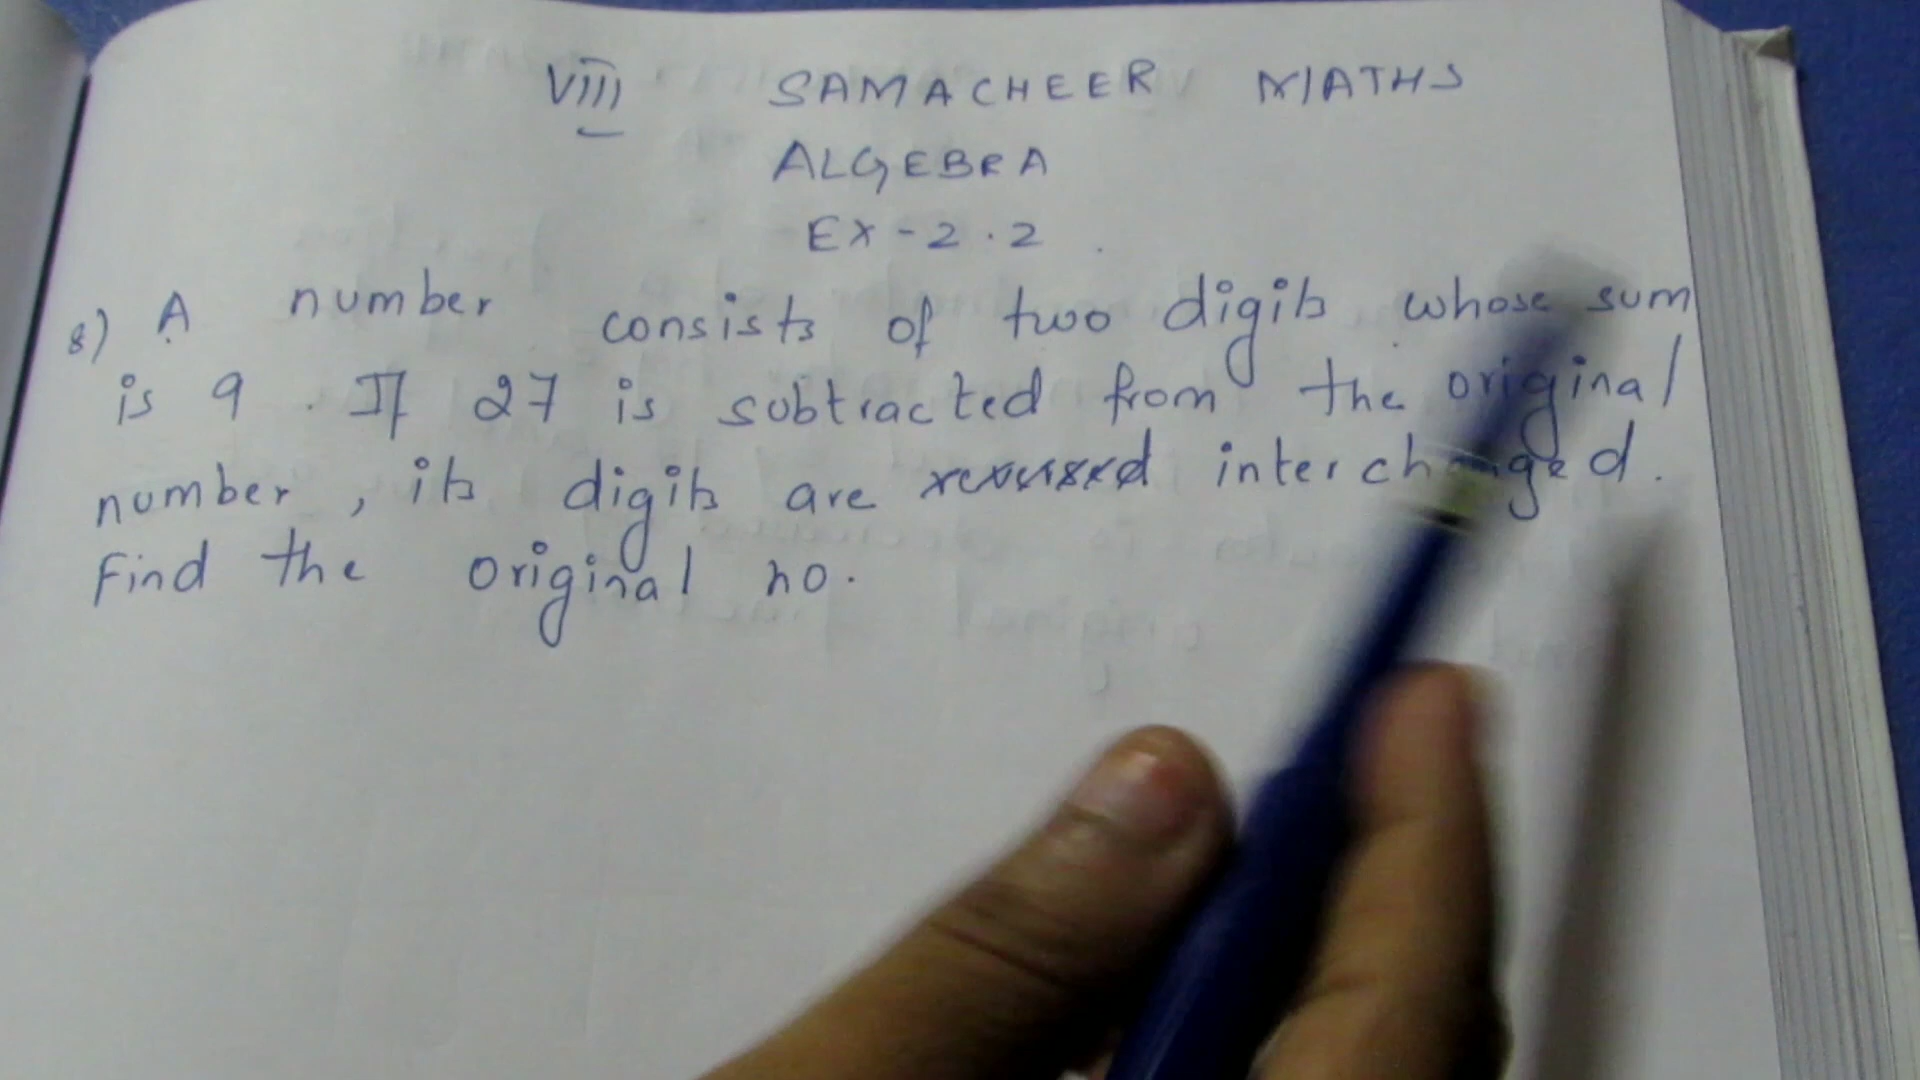 VIII SAMACHEER MATHS
ALGEBRA
EX-2.2
8) A number consists of two digits whose sum
is 9. If 27 is subtracted from the original
number, its digits are reversed interchanged.
Find the original no.